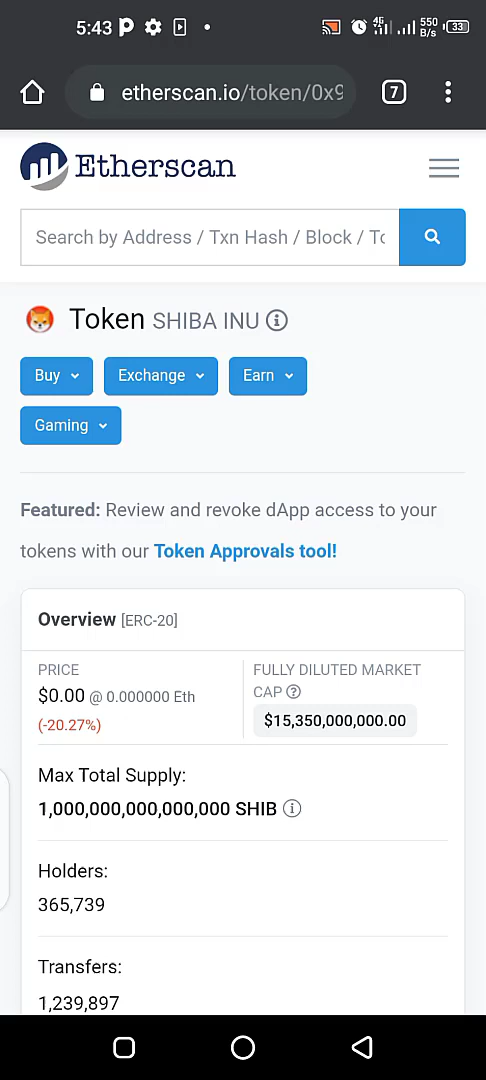 5:43
4G 550 B/s 33
etherscan.io/token/0x9
7
Etherscan
Search by Address / Txn Hash / Block / To
Token SHIBA INU
Buy Exchange Earn
Gaming
Featured: Review and revoke dApp access to your
tokens with our Token Approvals tool!
Overview [ERC-20]
PRICE
$0.00 @ 0.000000 Eth
(-20.27%)
FULLY DILUTED MARKET
CAP
$15,350,000,000.00
Max Total Supply:
1,000,000,000,000,000 SHIB
Holders:
365,739
Transfers:
1,239,897